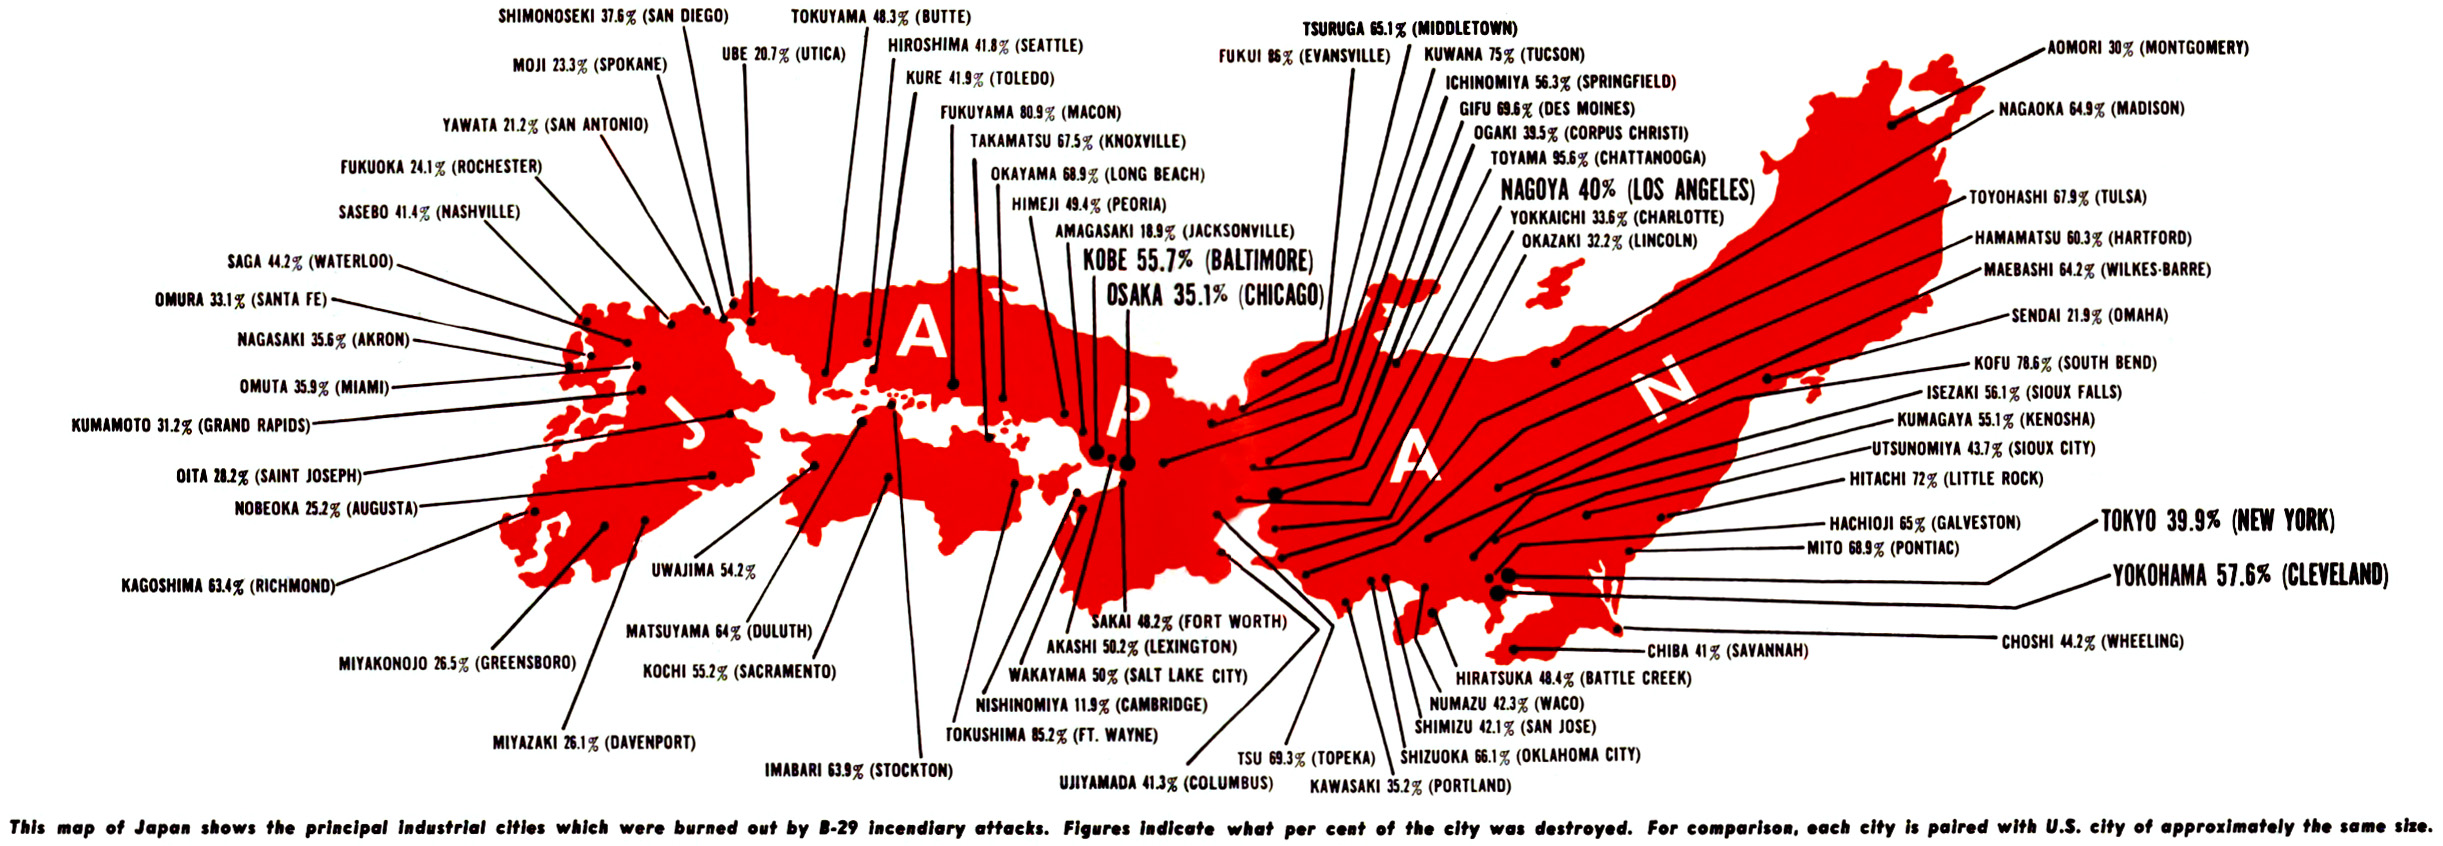 SHIMONOSEKI 37.6% (SAN DIEGO)
TOKUYAMA 48.3% (BUTTE)
MOJI 23.3% (SPOKANE)
UBE 20.7% (UTICA)
HIROSHIMA 41.8% (SEATTLE)
KURE 41.9% (TOLEDO)
YAWATA 21.2% (SAN ANTONIO)
FUKUYAMA 80.9% (MACON)
FUKUOKA 24.1% (ROCHESTER)
TAKAMATSU 67.5% (KNOXVILLE)
OKAYAMA 68.9% (LONG BEACH)
SASEBO 41.4% (NASHVILLE)
HIMEJI 49.4% (PEORIA)
AMAGASAKI 18.9% (JACKSONVILLE)
SAGA 44.2% (WATERLOO)
KOBE 55.7% (BALTIMORE)
OMURA 33.1% (SANTA FE)
OSAKA 35.1% (CHICAGO)
NAGASAKI 35.6% (AKRON)
OMUTA 35.9% (MIAMI)
KUMAMOTO 31.2% (GRAND RAPIDS)
OITA 28.2% (SAINT JOSEPH)
NOBEOKA 25.2% (AUGUSTA)
KAGOSHIMA 63.4% (RICHMOND)
TSURUGA 65.1% (MIDDLETOWN)
FUKUI 86% (EVANSVILLE)
KUWANA 75% (TUCSON)
ICHINOMIYA 56.3% (SPRINGFIELD)
GIFU 69.6% (DES MOINES)
OGAKI 39.5% (CORPUS CHRISTI)
TOYAMA 95.6% (CHATTANOOGA)
NAGOYA 40% (LOS ANGELES)
YOKKAICHI 33.6% (CHARLOTTE)
OKAZAKI 32.2% (LINCOLN)
AOMORI 30% (MONTGOMERY)
NAGAOKA 64.9% (MADISON)
TOYOHASHI 67.9% (TULSA)
HAMAMATSU 60.3% (HARTFORD)
MAEBASHI 64.2% (WILKES-BARRE)
SENDAI 21.9% (OMAHA)
KOFU 78.6% (SOUTH BEND)
ISEZAKI 56.1% (SIOUX FALLS)
KUMAGAYA 55.1% (KENOSHA)
UTSUNOMIYA 43.7% (SIOUX CITY)
HITACHI 72% (LITTLE ROCK)
HACHIOJI 65% (GALVESTON)
TOKYO 39.9% (NEW YORK)
MITO 68.9% (PONTIAC)
YOKOHAMA 57.6% (CLEVELAND)
CHOSHI 44.2% (WHEELING)
CHIBA 41% (SAVANNAH)
J A P A N
UWAJIMA 54.2%
MATSUYAMA 64% (DULUTH)
MIYAKONOJO 26.5% (GREENSBORO)
KOCHI 55.2% (SACRAMENTO)
MIYAZAKI 26.1% (DAVENPORT)
IMABARI 63.9% (STOCKTON)
SAKAI 48.2% (FORT WORTH)
AKASHI 50.2% (LEXINGTON)
WAKAYAMA 50% (SALT LAKE CITY)
NISHINOMIYA 11.9% (CAMBRIDGE)
TOKUSHIMA 85.2% (FT. WAYNE)
UJIYAMADA 41.3% (COLUMBUS)
HIRATSUKA 48.4% (BATTLE CREEK)
NUMAZU 42.3% (WACO)
SHIMIZU 42.1% (SAN JOSE)
TSU 69.3% (TOPEKA)
SHIZUOKA 66.1% (OKLAHOMA CITY)
KAWASAKI 35.2% (PORTLAND)
This map of Japan shows the principal industrial cities which were burned out by B-29 incendiary attacks. Figures indicate what per cent of the city was destroyed. For comparison, each city is paired with U.S. city of approximately the same size.